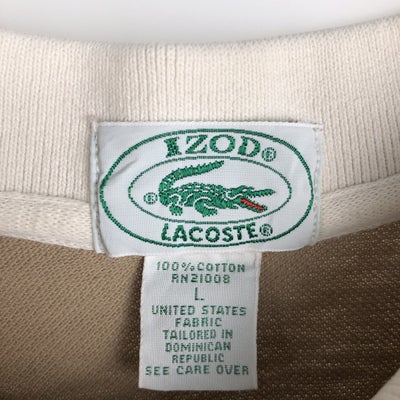 IZOD®
®
LACOSTE®
100% COTTON
RN21008
L
UNITED STATES
FABRIC
TAILORED IN
DOMINICAN
REPUBLIC
SEE CARE OVER